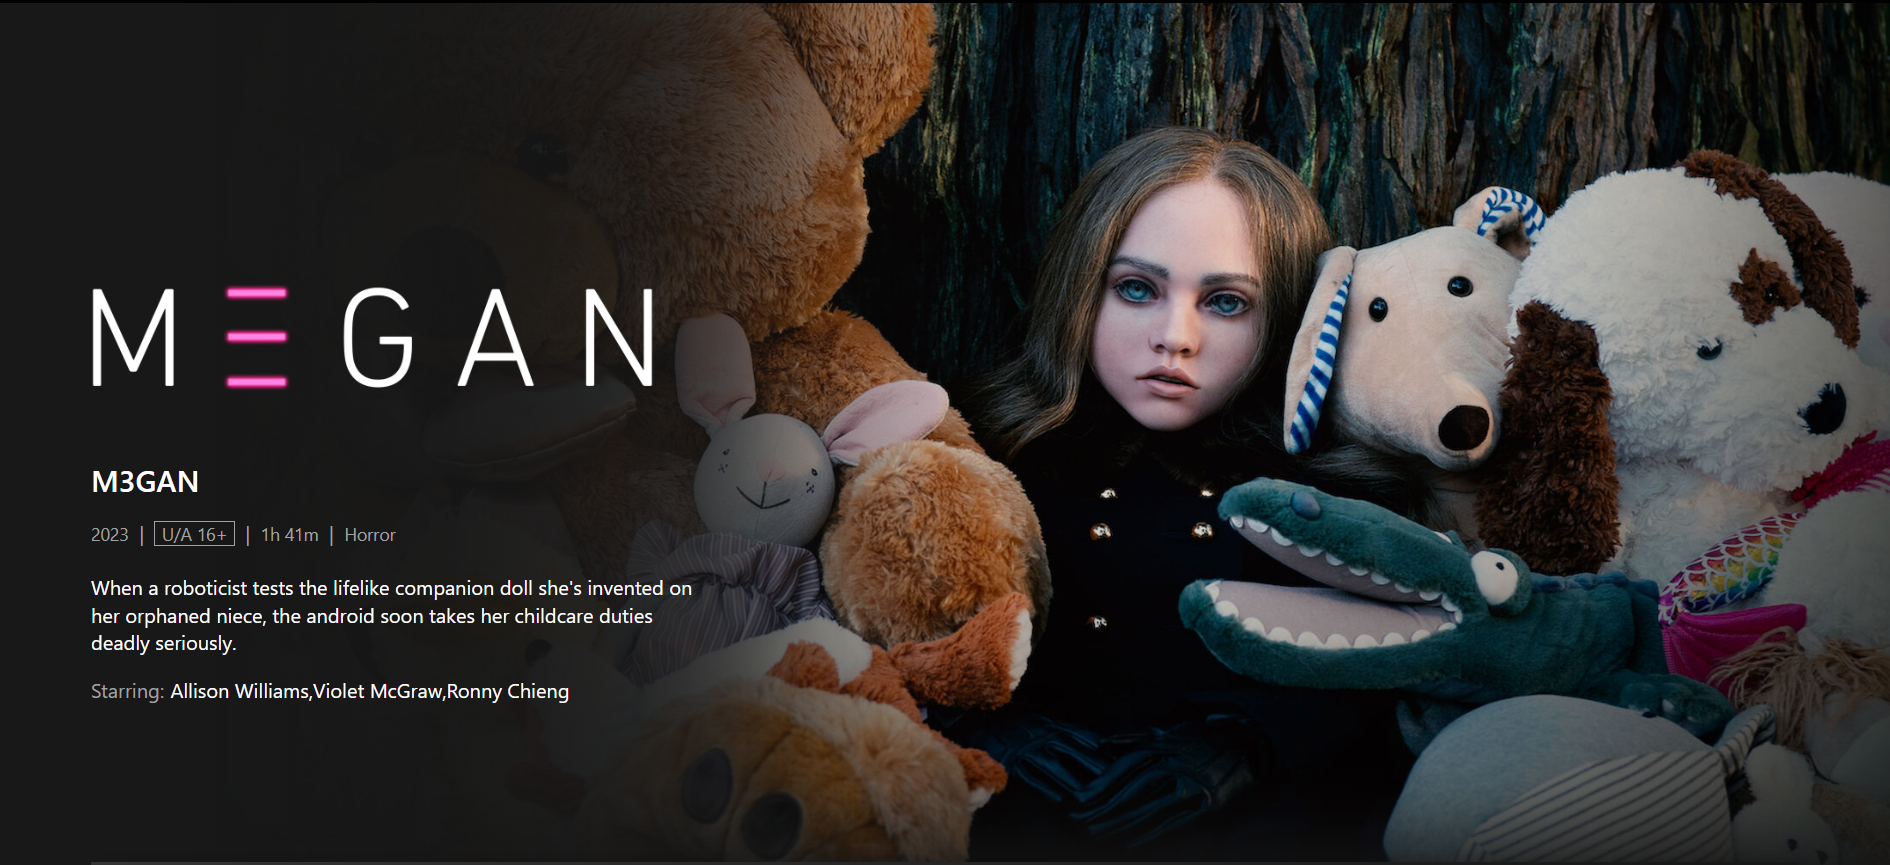 MEGAN
M3GAN
2023 | U/A 16+ | 1h 41m | Horror
When a roboticist tests the lifelike companion doll she's invented on
her orphaned niece, the android soon takes her childcare duties
deadly seriously.
Starring: Allison Williams,Violet McGraw,Ronny Chieng